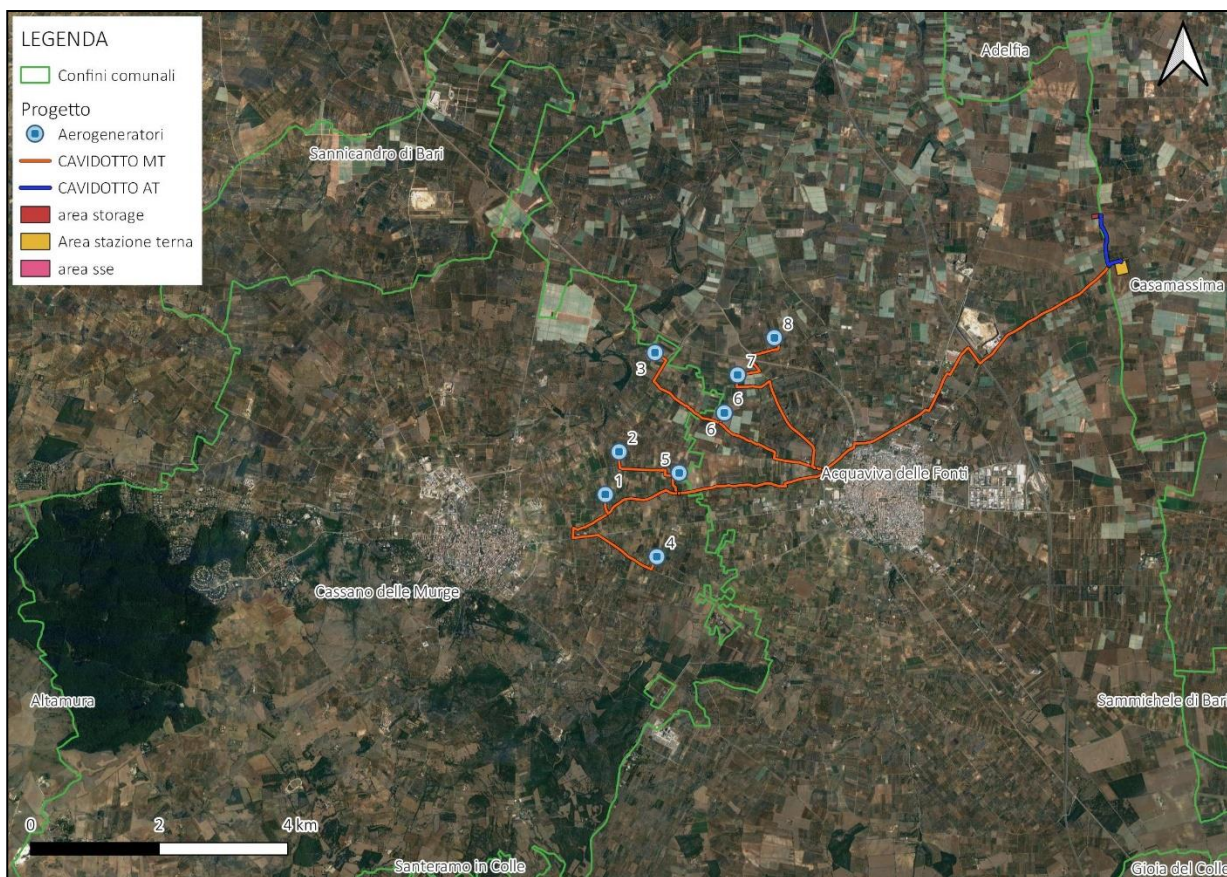 LEGENDA
Confini comunali
Progetto
Aerogeneratori
CAVIDOTTO MT
CAVIDOTTO AT
area storage
Area stazione terna
area sse
Adelfia
Sannicandro di Bari
Casamassima
8
3
7
6
6
2
5
1
Acquaviva delle Fonti
4
Cassano delle Murge
Altamura
Sammichele di Bari
0 2 4 km
Santeramo in Colle
Gioia del Colle